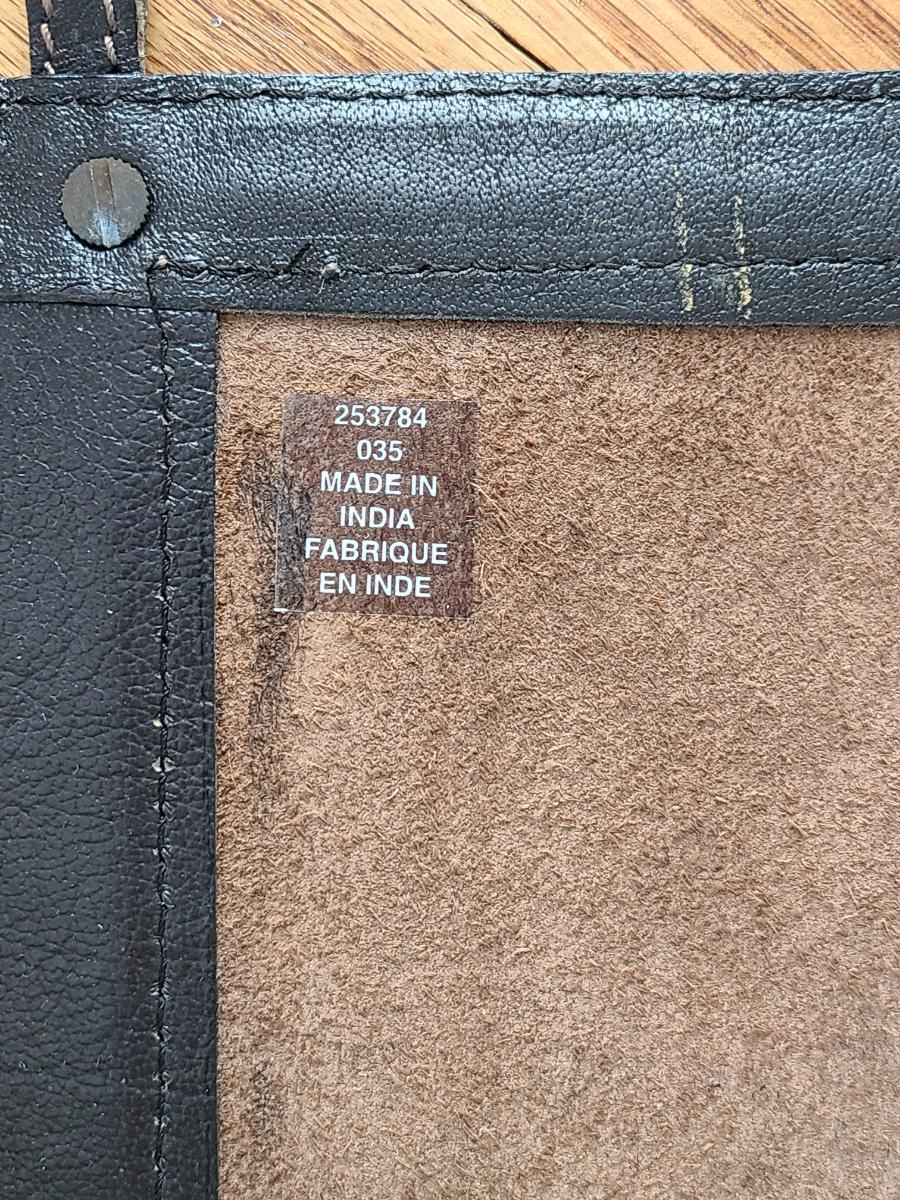 253784
035
MADE IN
INDIA
FABRIQUE
EN INDE